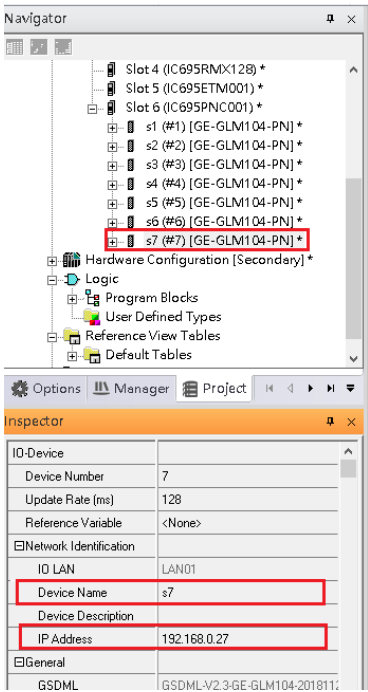 Navigator
Slot 4 (IC695RMX128) *
Slot 5 (IC695ETM001) *
Slot 6 (IC695PNC001) *
s1 (#1) [GE-GLM104-PN] *
s2 (#2) [GE-GLM104-PN] *
s3 (#3) [GE-GLM104-PN] *
s4 (#4) [GE-GLM104-PN] *
s5 (#5) [GE-GLM104-PN] *
s6 (#6) [GE-GLM104-PN] *
s7 (#7) [GE-GLM104-PN] *
Hardware Configuration [Secondary] *
Logic
Program Blocks
User Defined Types
Reference View Tables
Default Tables
Options Manager Project
Inspector
IO-Device
Device Number 7
Update Rate (ms) 128
Reference Variable <None>
Network Identification
IO LAN LAN01
Device Name s7
Device Description
IP Address 192.168.0.27
General
GSDML GSDML-V2.3-GE-GLM104-2018112